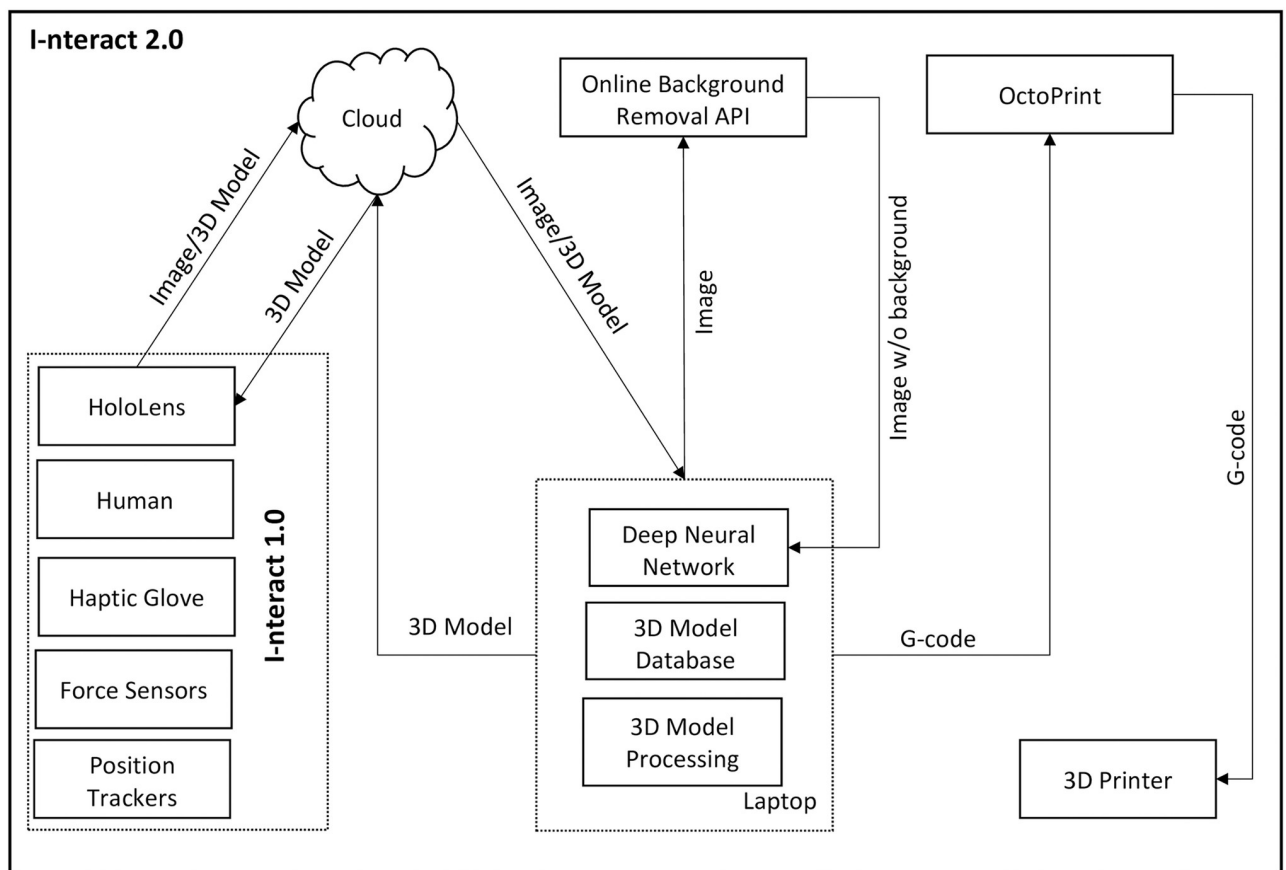 I-nteract 2.0
Cloud
Online Background
Removal API
OctoPrint
Image/3D Model
3D Model
Image/3D Model
Image
Image w/o background
G-code
HoloLens
Human
Haptic Glove
Force Sensors
Position
Trackers
I-nteract 1.0
3D Model
Deep Neural
Network
3D Model
Database
3D Model
Processing
Laptop
G-code
3D Printer